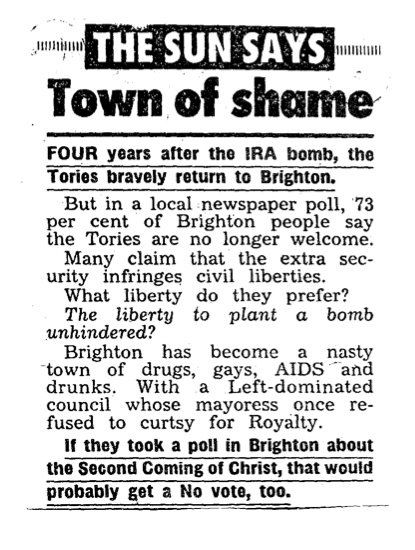 THE SUN SAYS
Town of shame
FOUR years after the IRA bomb, the
Tories bravely return to Brighton.
But in a local newspaper poll, 73
per cent of Brighton people say
the Tories are no longer welcome.
Many claim that the extra sec-
urity infringes civil liberties.
What liberty do they prefer?
The liberty to plant a bomb
unhindered?
Brighton has become a nasty
town of drugs, gays, AIDS and
drunks. With a Left-dominated
council whose mayoress once re-
fused to curtsy for Royalty.
If they took a poll in Brighton about
the Second Coming of Christ, that would
probably get a No vote, too.